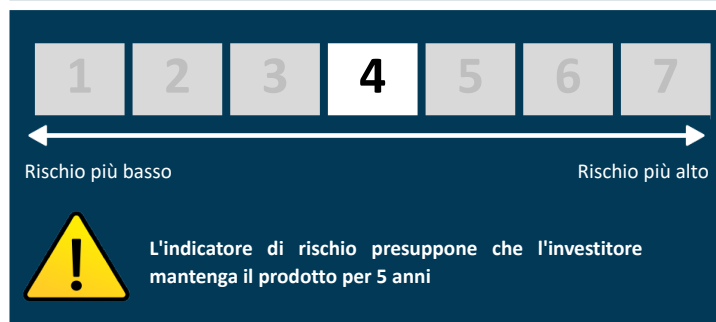 1 2 3 4 5 6 7
Rischio più basso Rischio più alto
L'indicatore di rischio presuppone che l'investitore
mantenga il prodotto per 5 anni